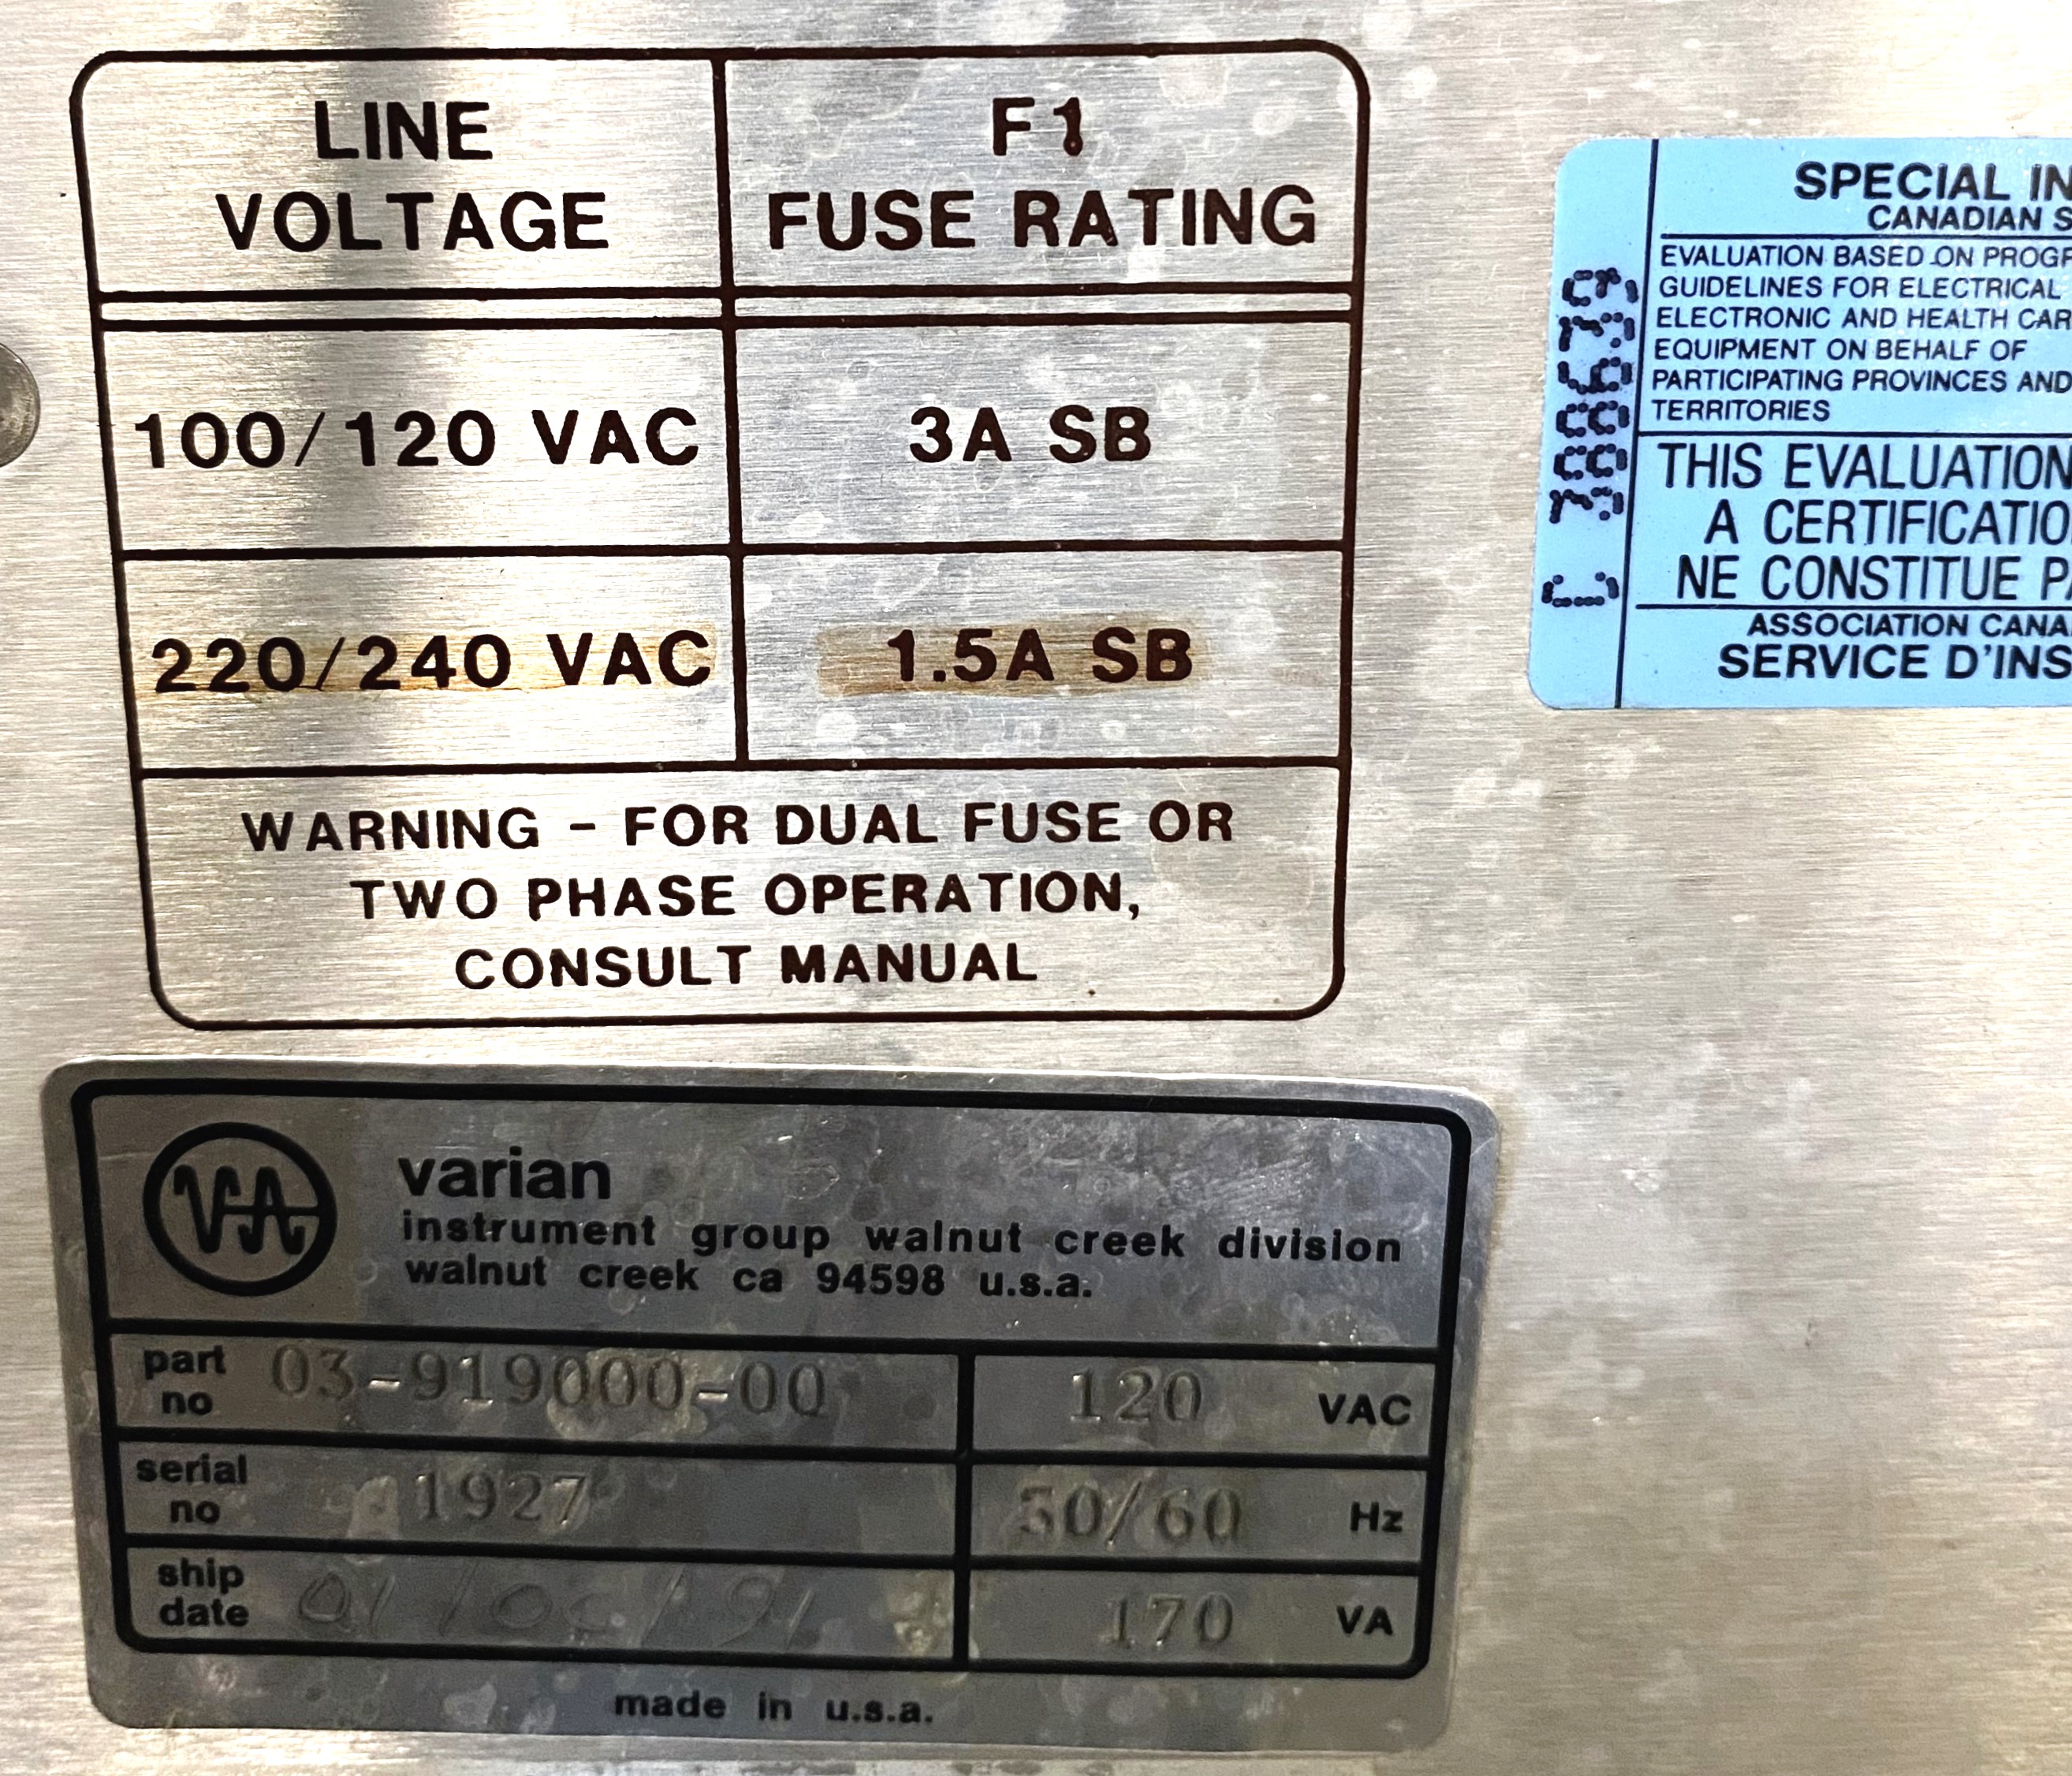 LINE
VOLTAGE
F1
FUSE RATING
100/120 VAC
3A SB
220/240 VAC
1.5A SB
WARNING - FOR DUAL FUSE OR
TWO PHASE OPERATION,
CONSULT MANUAL
SPECIAL IN
CANADIAN S
EVALUATION BASED ON PROGR
GUIDELINES FOR ELECTRICAL
ELECTRONIC AND HEALTH CAR
EQUIPMENT ON BEHALF OF
PARTICIPATING PROVINCES AND
TERRITORIES
THIS EVALUATION
A CERTIFICATIO
NE CONSTITUE PA
ASSOCIATION CANA
SERVICE D'INS
VA
varian
instrument group walnut creek division
walnut creek ca 94598 u.s.a.
part
no
03-919000-00
120 VAC
serial
no
1927
50/60 Hz
ship
date
170 VA
made in u.s.a.